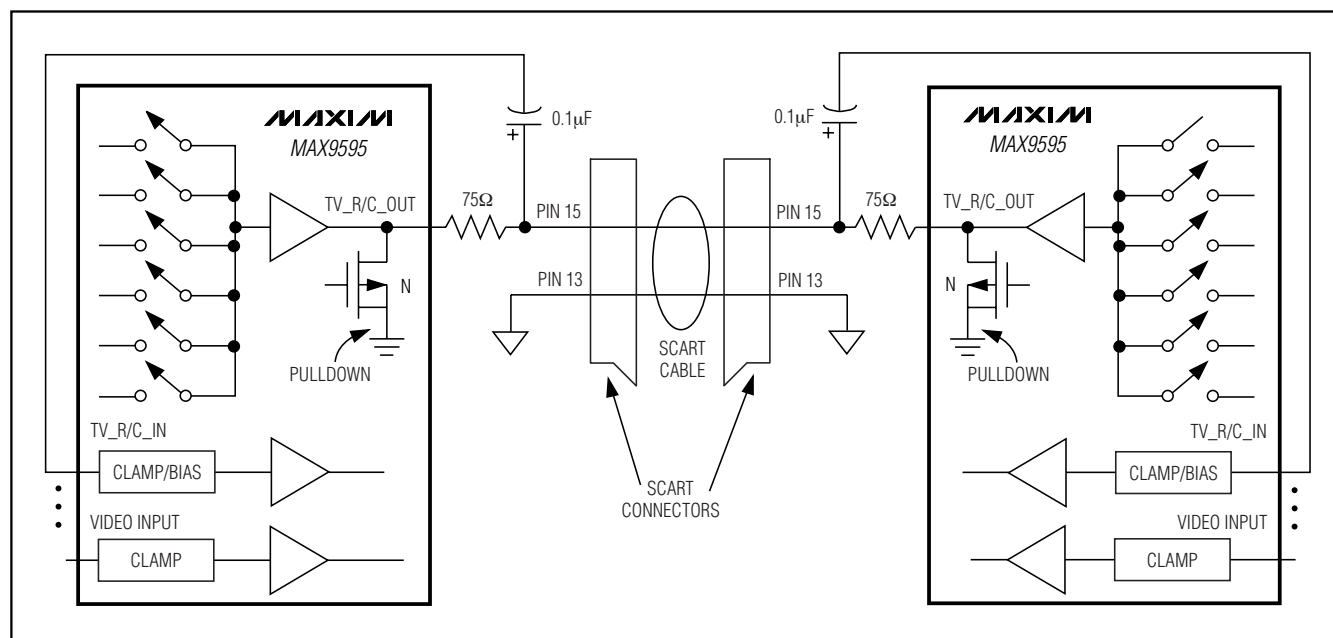 MAXIM
MAX9595
TV_R/C_OUT
N
PULLDOWN
TV_R/C_IN
CLAMP/BIAS
VIDEO INPUT
CLAMP
0.1µF
+
75Ω
PIN 15
PIN 13
SCART
CABLE
SCART
CONNECTORS
0.1µF
+
PIN 15
75Ω
PIN 13
MAXIM
MAX9595
TV_R/C_OUT
N
PULLDOWN
TV_R/C_IN
CLAMP/BIAS
VIDEO INPUT
CLAMP